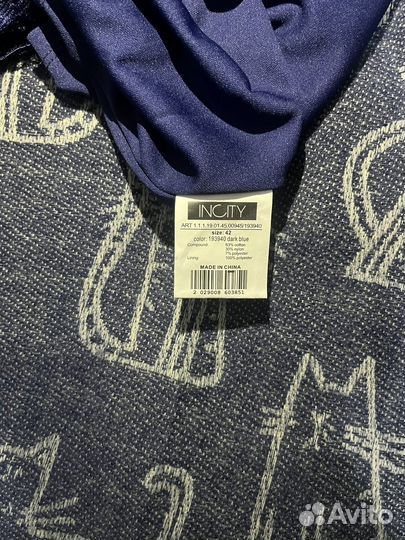 INCITY
ART 1.1.1.19.01.45.00945/193940
size: 42
color: 193940 dark blue
Compound: 63% cotton
30% nylon
7% polyester
Lining: 100% polyester
MADE IN CHINA
2 029008 603851
Avito